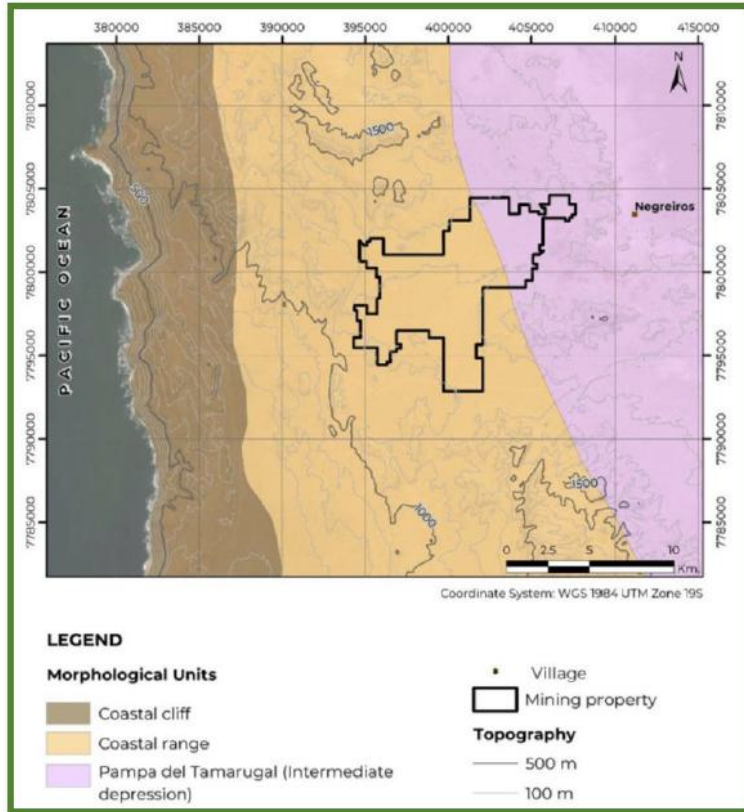 380000 385000 390000 395000 400000 405000 410000 415000
N
7810000 7810000
1500
7805000 7805000
500
Negreiros
7800000 7800000
PACIFIC OCEAN
7795000 7795000
7790000 7790000
1500
1000
7785000 7785000
0 2.5 5 10
Km.
Coordinate System: WGS 1984 UTM Zone 19S
LEGEND
Morphological Units
Coastal cliff
Coastal range
Pampa del Tamarugal (Intermediate
depression)
Village
Mining property
Topography
500 m
100 m